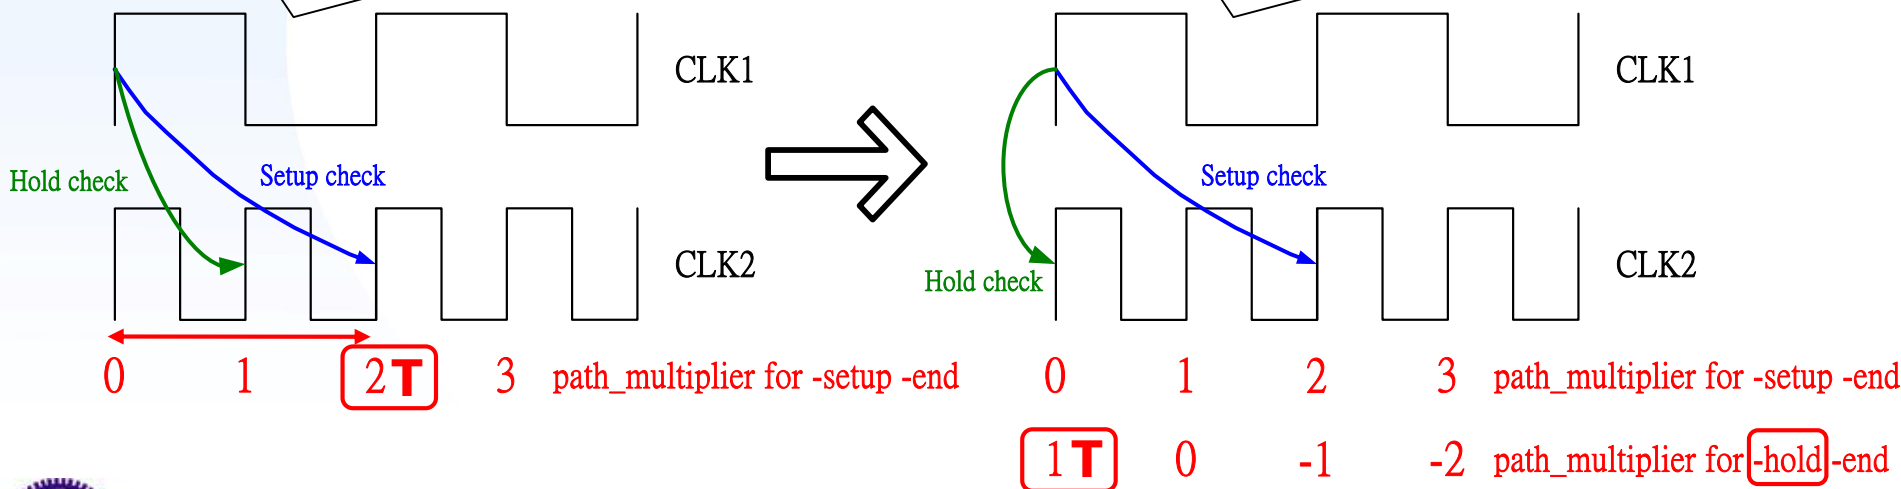 CLK1
Hold check
Setup check
CLK2
0 1 2T 3 path_multiplier for -setup -end
CLK1
Setup check
Hold check
CLK2
0 1 2 3 path_multiplier for -setup -end
1T 0 -1 -2 path_multiplier for -hold -end